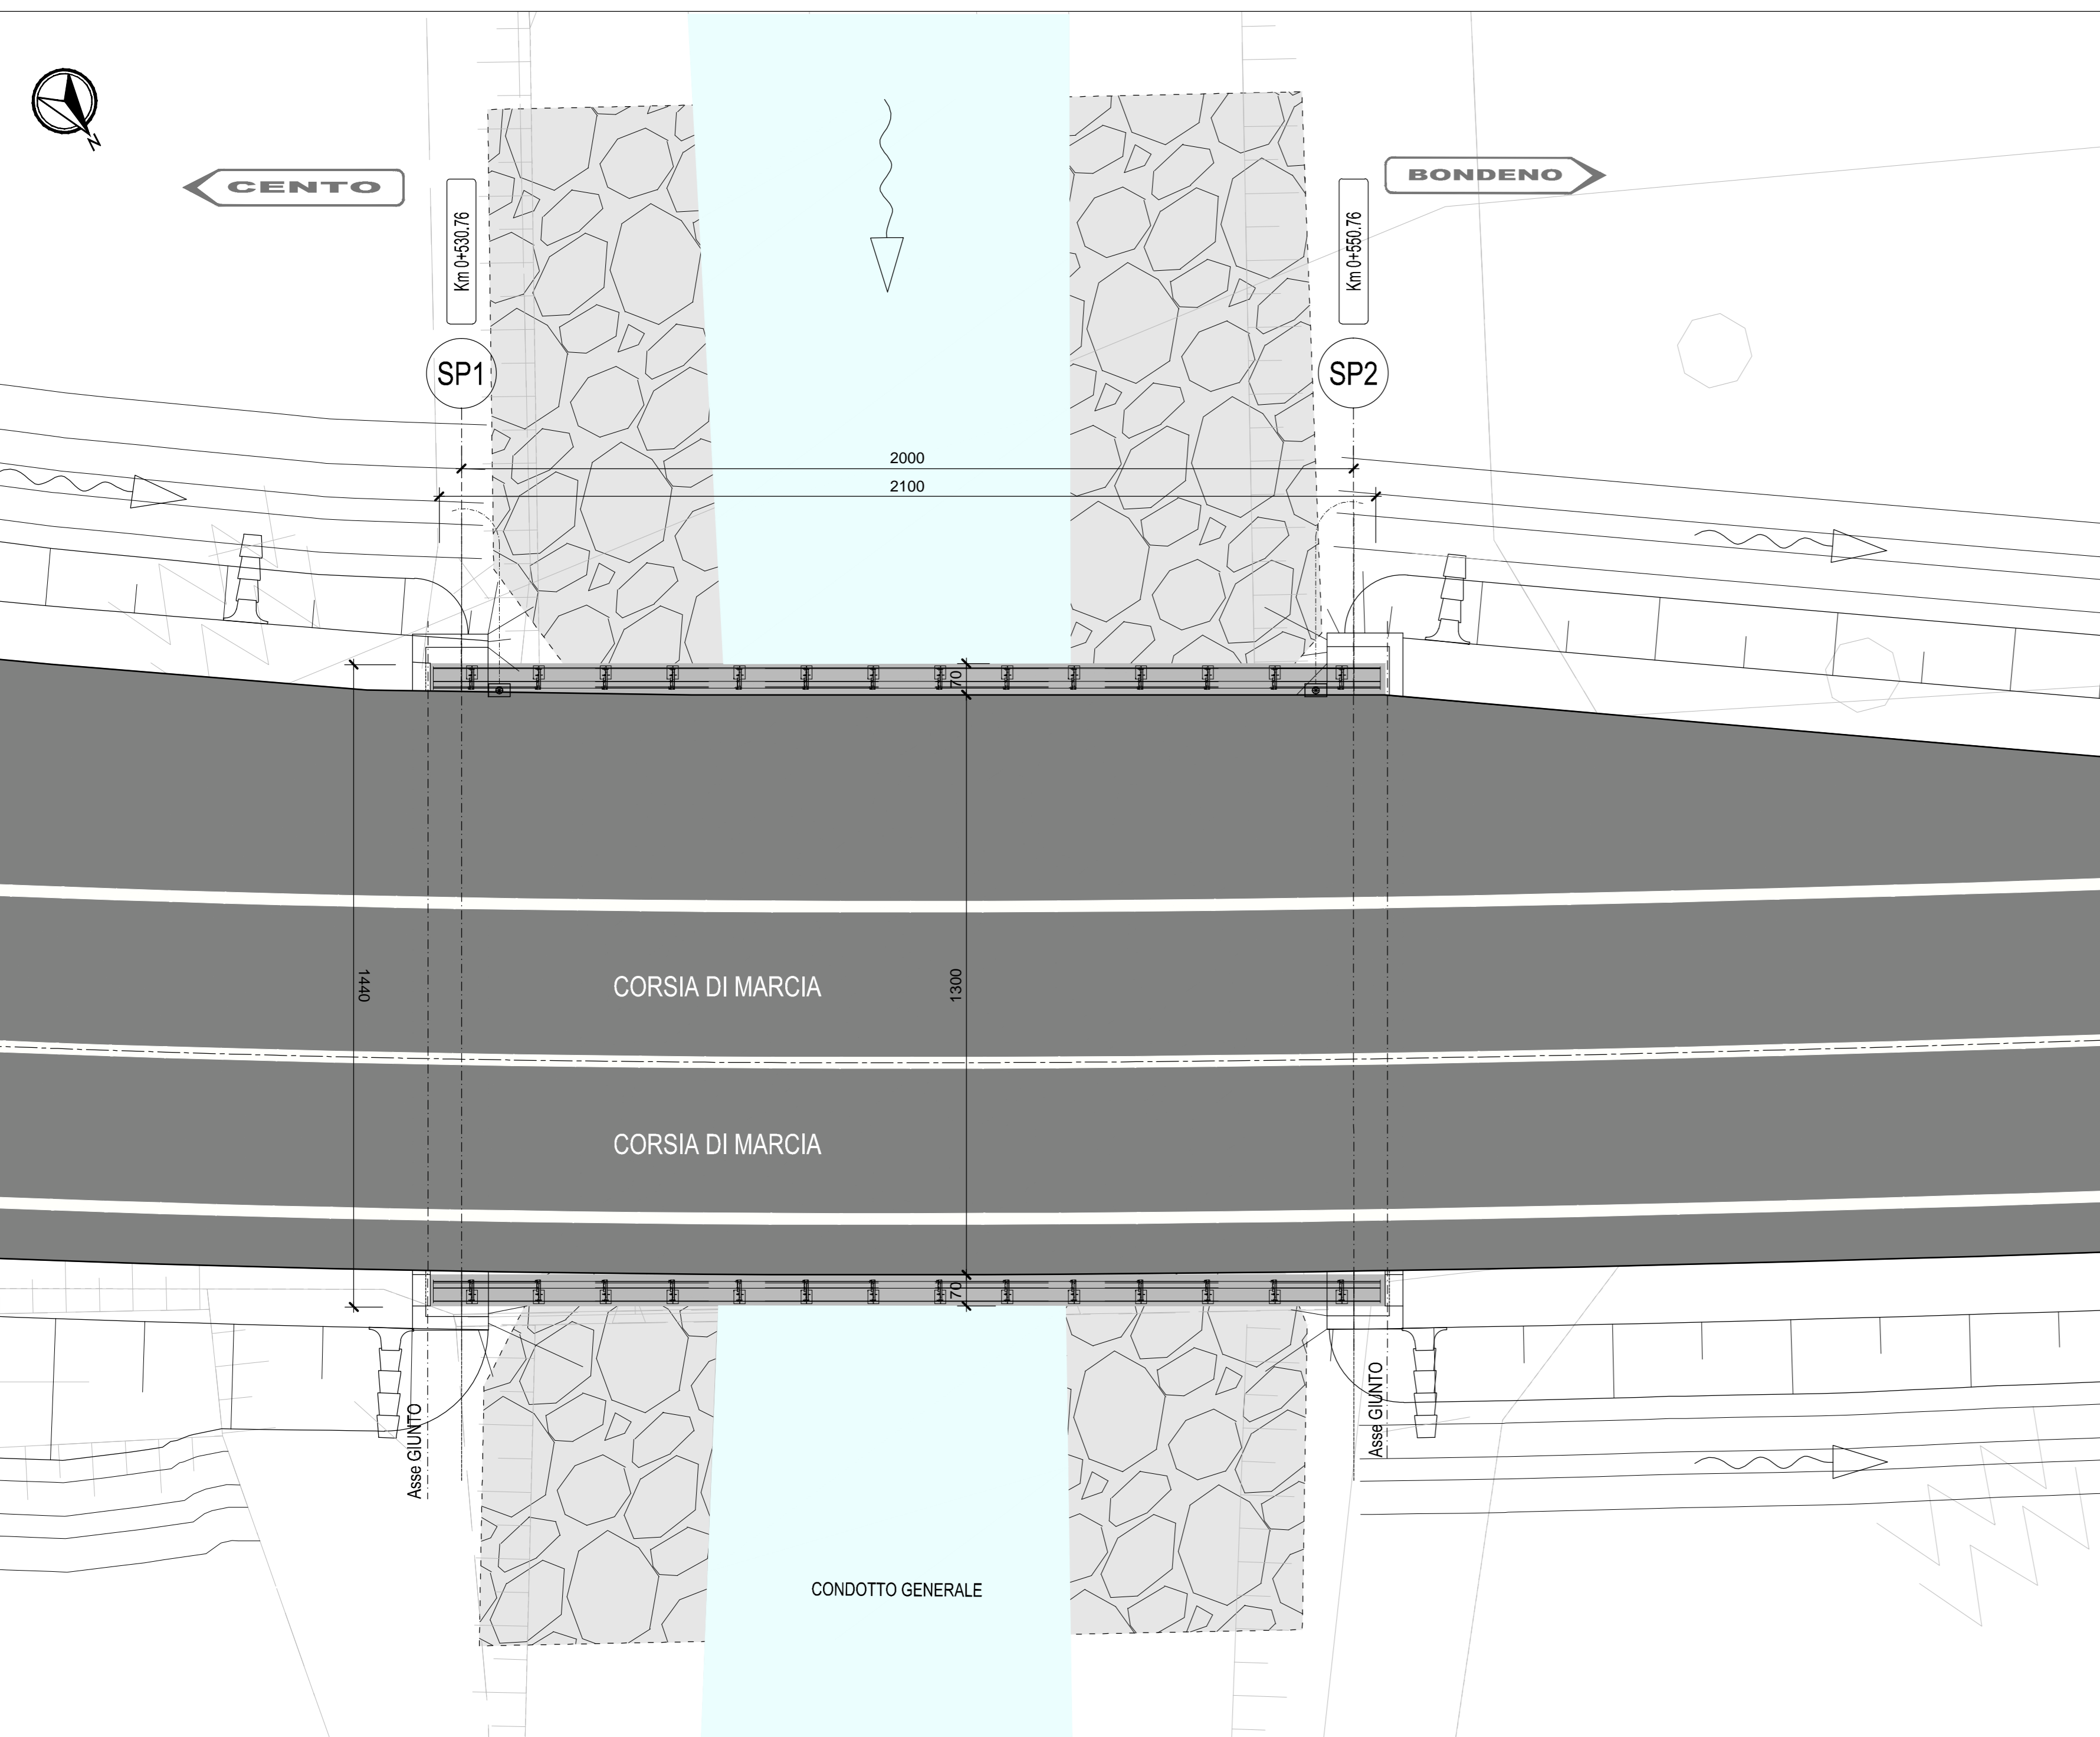 N
CENTO
BONDENO
Km 0+530.76
Km 0+550.76
SP1
SP2
2000
2100
70
1440
CORSIA DI MARCIA
1300
CORSIA DI MARCIA
70
Asse GIUNTO
Asse GIUNTO
CONDOTTO GENERALE